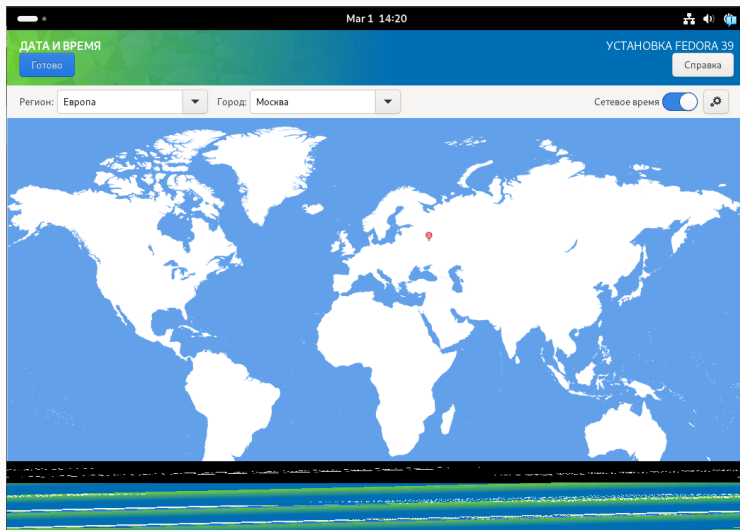 Mar 1 14:20
ДАТА И ВРЕМЯ
УСТАНОВКА FEDORA 39
Готово
Справка
Регион: Европа Город: Москва Сетевое время